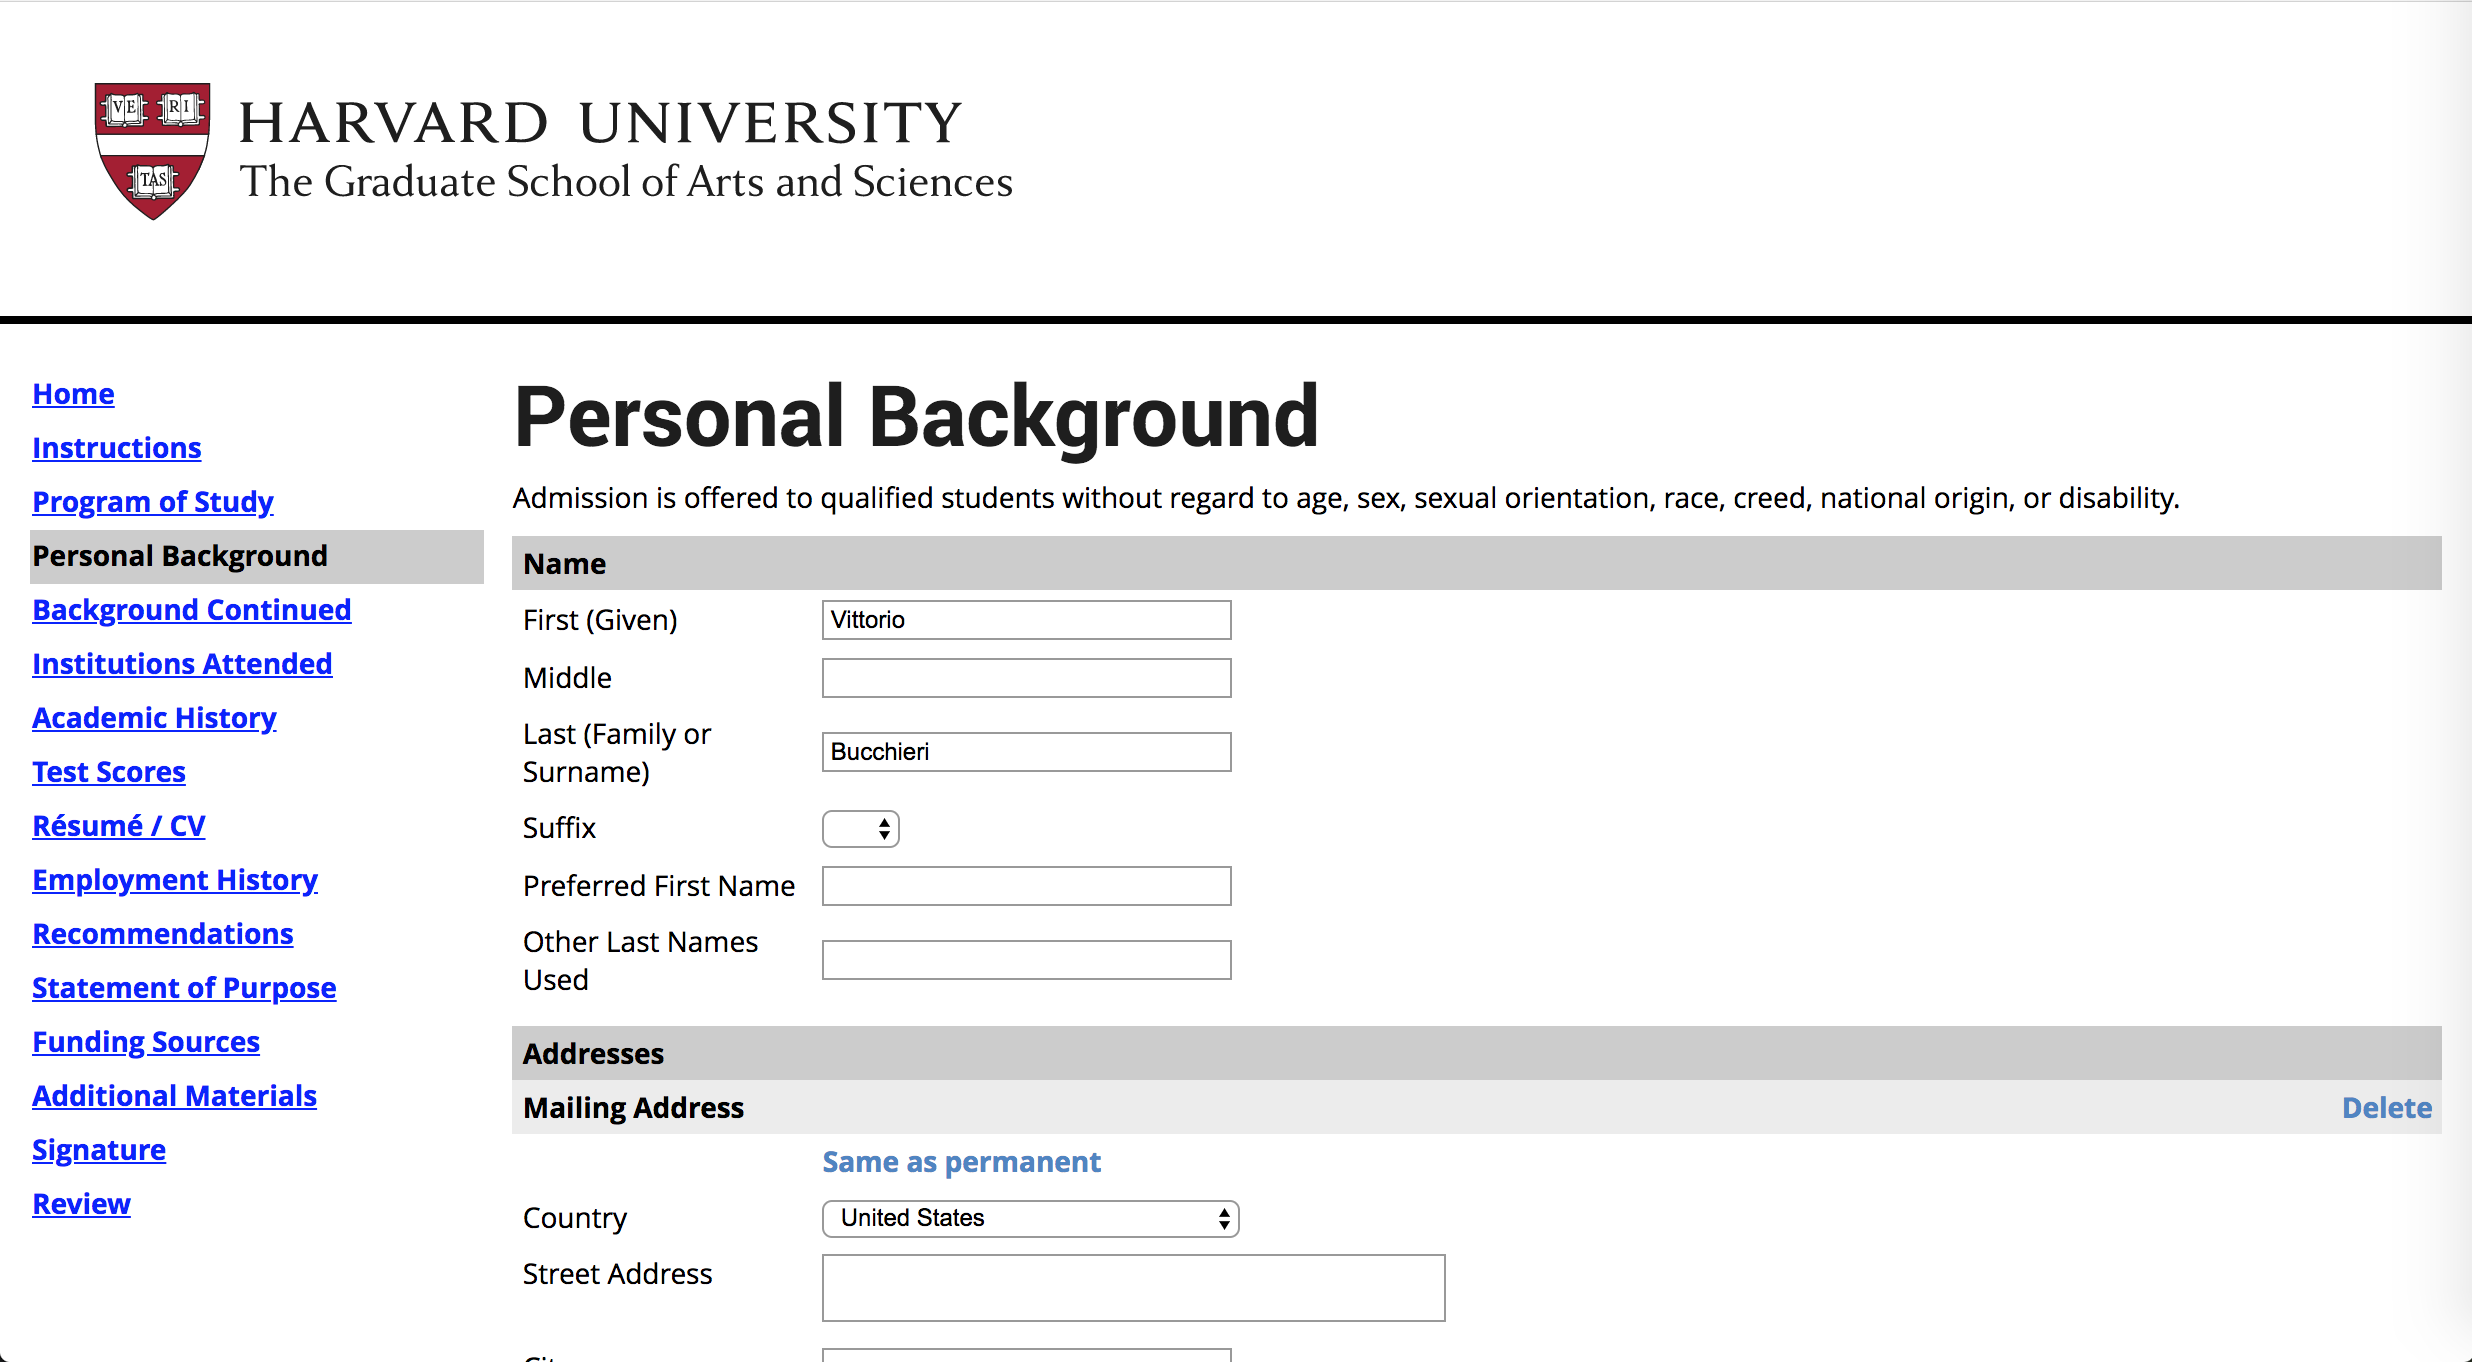 VE RI
TAS
HARVARD UNIVERSITY
The Graduate School of Arts and Sciences
Home
Instructions
Program of Study
Personal Background
Background Continued
Institutions Attended
Academic History
Test Scores
Résumé / CV
Employment History
Recommendations
Statement of Purpose
Funding Sources
Additional Materials
Signature
Review
Personal Background
Admission is offered to qualified students without regard to age, sex, sexual orientation, race, creed, national origin, or disability.
Name
First (Given) Vittorio
Middle
Last (Family or
Surname) Bucchieri
Suffix
Preferred First Name
Other Last Names
Used
Addresses
Mailing Address Delete
Same as permanent
Country United States
Street Address